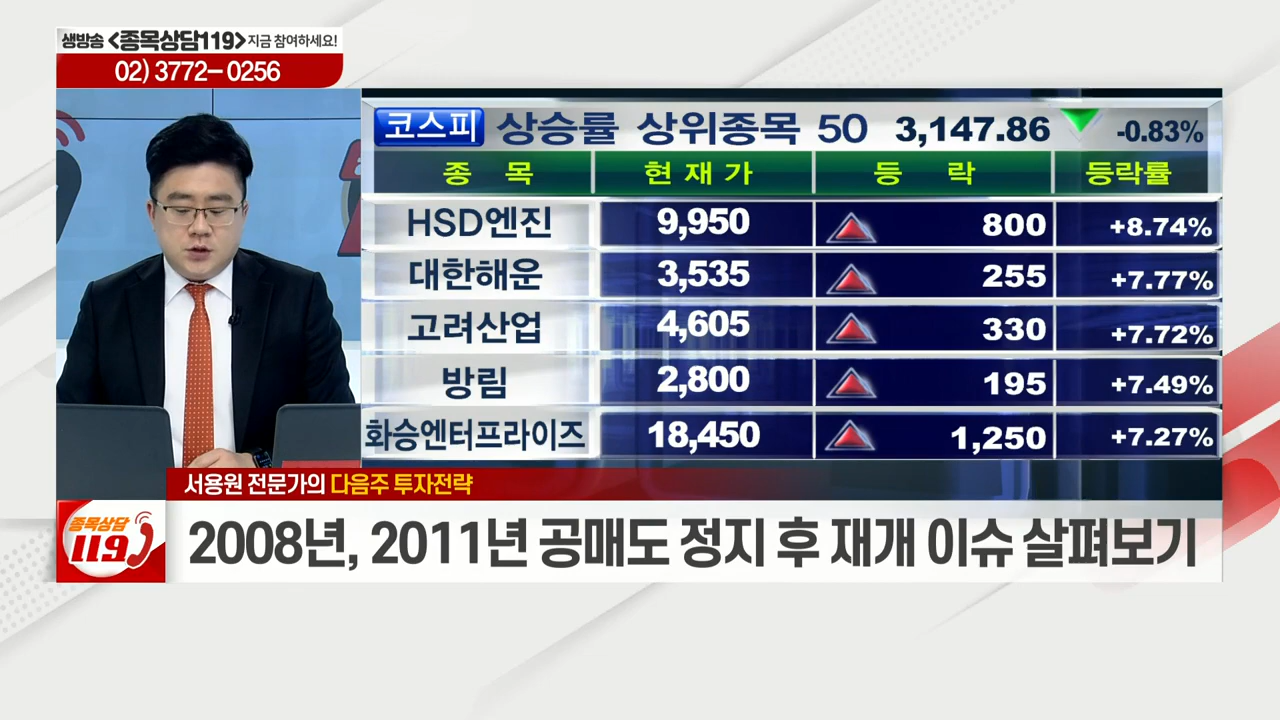 생방송 <종목상담119> 지금 참여하세요!
02) 3772-0256
코스피 상승률 상위종목 50 3,147.86 -0.83%
종 목 현 재 가 등 락 등락률
HSD엔진 9,950 800 +8.74%
대한해운 3,535 255 +7.77%
고려산업 4,605 330 +7.72%
방림 2,800 195 +7.49%
화승엔터프라이즈 18,450 1,250 +7.27%
서용원 전문가의 다음주 투자전략
종목상담
119
2008년, 2011년 공매도 정지 후 재개 이슈 살펴보기